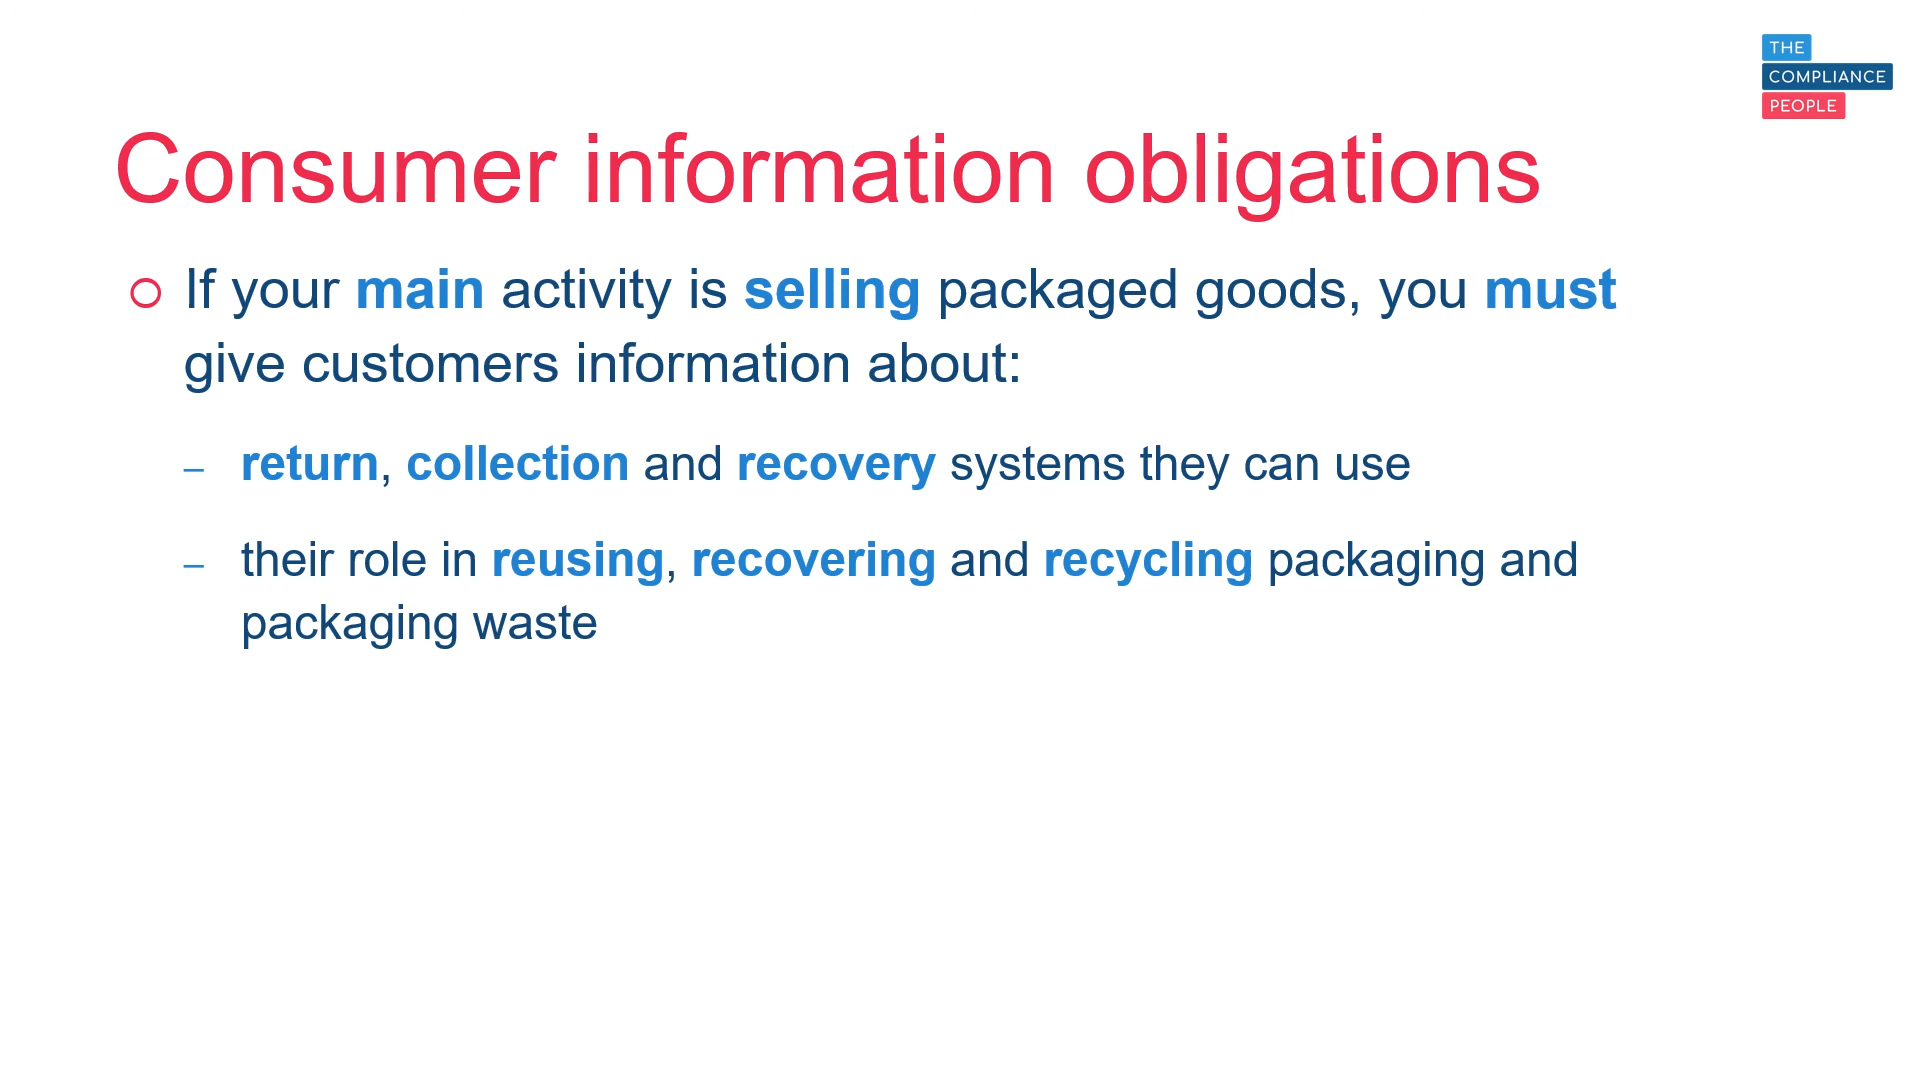 THE
COMPLIANCE
PEOPLE
Consumer information obligations
If your main activity is selling packaged goods, you must
give customers information about:
– return, collection and recovery systems they can use
– their role in reusing, recovering and recycling packaging and
packaging waste